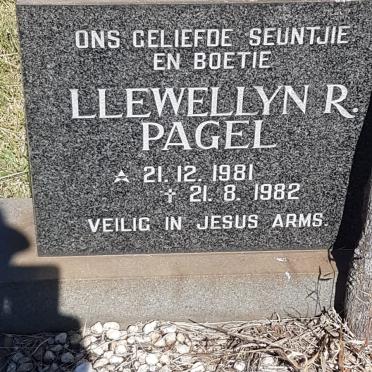 ONS GELIEFDE SEUNTJIE
EN BOETIE
LLEWELLYN R.
PAGEL
⚹ 21.12.1981
✝ 21.8.1982
VEILIG IN JESUS ARMS.